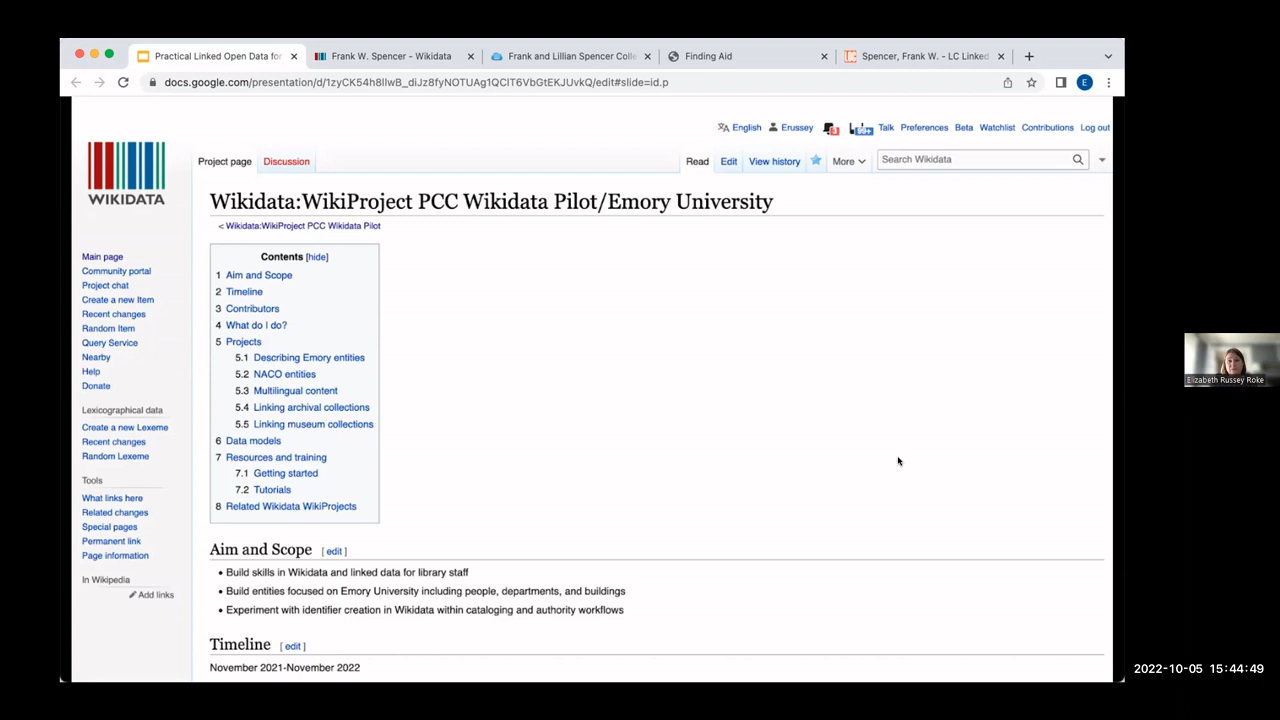 Practical Linked Open Data for
Frank W. Spencer - Wikidata
Frank and Lillian Spencer Colle
Finding Aid
Spencer, Frank W. - LC Linked
E
English
Erussey
3
99+
Talk
Preferences
Beta
Watchlist
Contributions
Log out
WIKIDATA
Project page
Discussion
Read
Edit
View history
More
Search Wikidata
Wikidata:WikiProject PCC Wikidata Pilot/Emory University
< Wikidata:WikiProject PCC Wikidata Pilot
Main page
Community portal
Project chat
Create a new Item
Recent changes
Random Item
Query Service
Nearby
Help
Donate
Lexicographical data
Create a new Lexeme
Recent changes
Random Lexeme
Tools
What links here
Related changes
Special pages
Permanent link
Page information
In Wikipedia
Add links
Contents [hide]
1 Aim and Scope
2 Timeline
3 Contributors
4 What do I do?
5 Projects
5.1 Describing Emory entities
5.2 NACO entities
5.3 Multilingual content
5.4 Linking archival collections
5.5 Linking museum collections
6 Data models
7 Resources and training
7.1 Getting started
7.2 Tutorials
8 Related Wikidata WikiProjects
Aim and Scope [ edit ]
• Build skills in Wikidata and linked data for library staff
• Build entities focused on Emory University including people, departments, and buildings
• Experiment with identifier creation in Wikidata within cataloging and authority workflows
Timeline [ edit ]
November 2021-November 2022
Elizabeth Russey Roke
2022-10-05 15:44:49